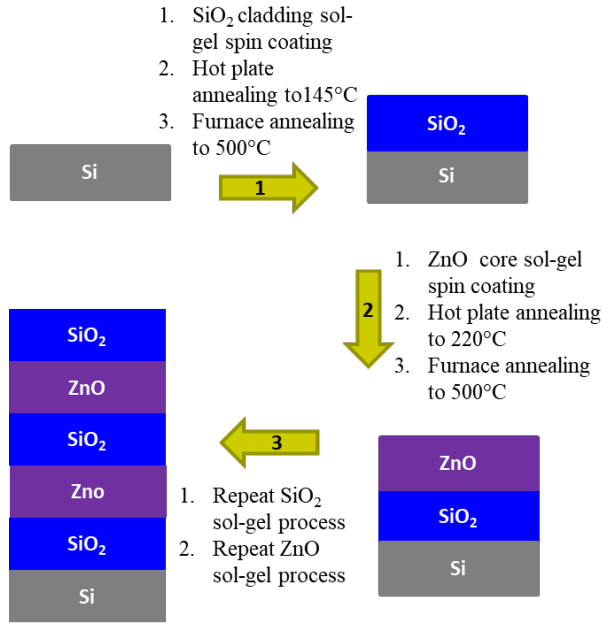 1. SiO₂ cladding sol-
gel spin coating
2. Hot plate
annealing to145°C
3. Furnace annealing
to 500°C
Si
1
SiO₂
Si
2
1. ZnO core sol-gel
spin coating
2. Hot plate annealing
to 220°C
3. Furnace annealing
to 500°C
ZnO
SiO₂
Si
3
1. Repeat SiO₂
sol-gel process
2. Repeat ZnO
sol-gel process
SiO₂
ZnO
SiO₂
Zno
SiO₂
Si